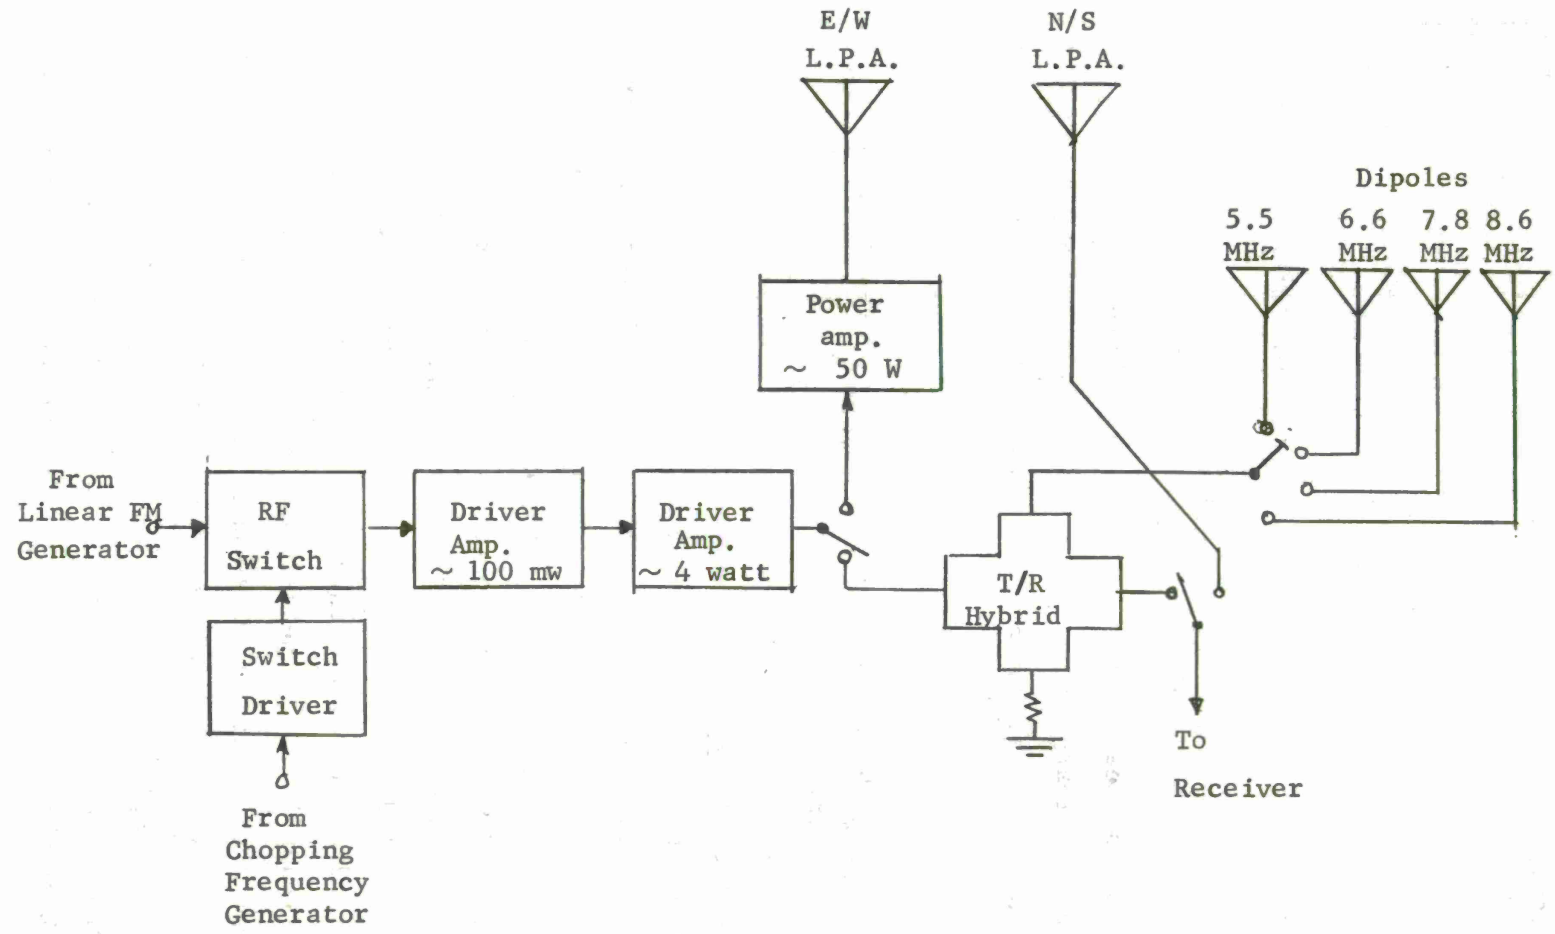 E/W
L.P.A.
N/S
L.P.A.
Dipoles
5.5
MHz
6.6
MHz
7.8
MHz
8.6
MHz
Power
amp.
~ 50 W
From
Linear FM
Generator
RF
Switch
Driver
Amp.
~ 100 mw
Driver
Amp.
~ 4 watt
T/R
Hybrid
Switch
Driver
To
Receiver
From
Chopping
Frequency
Generator